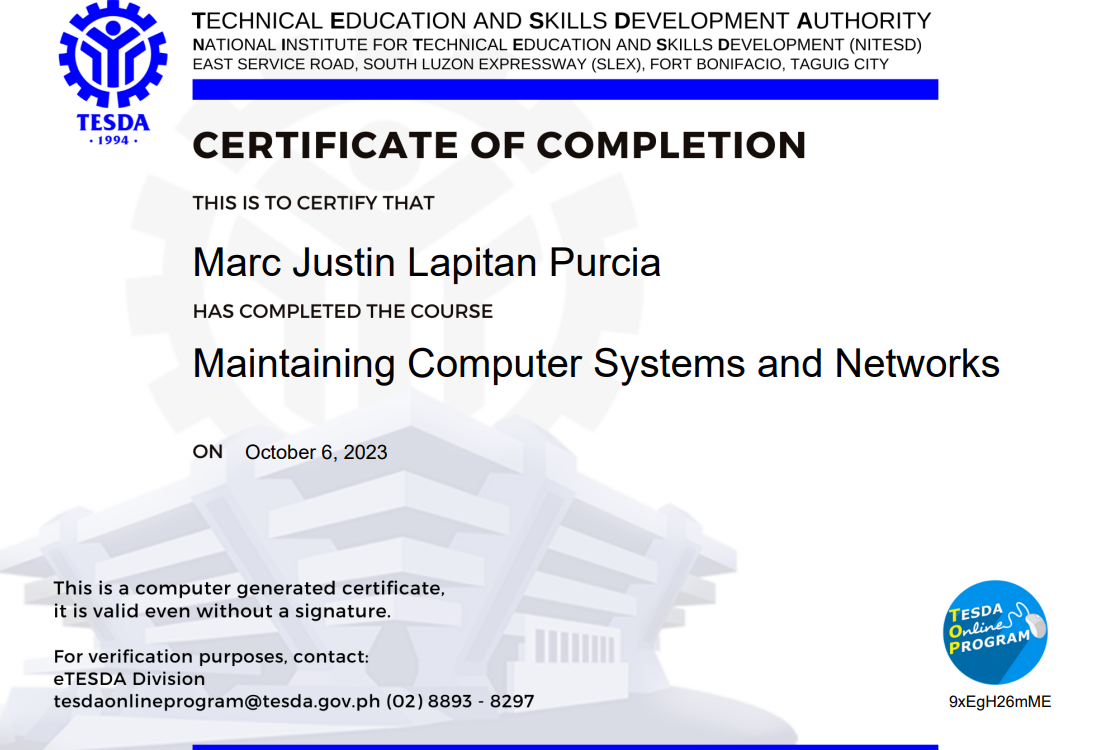 TECHNICAL EDUCATION AND SKILLS DEVELOPMENT AUTHORITY
NATIONAL INSTITUTE FOR TECHNICAL EDUCATION AND SKILLS DEVELOPMENT (NITESD)
EAST SERVICE ROAD, SOUTH LUZON EXPRESSWAY (SLEX), FORT BONIFACIO, TAGUIG CITY
TESDA
· 1994 ·
CERTIFICATE OF COMPLETION
THIS IS TO CERTIFY THAT
Marc Justin Lapitan Purcia
HAS COMPLETED THE COURSE
Maintaining Computer Systems and Networks
ON October 6, 2023
This is a computer generated certificate,
it is valid even without a signature.
For verification purposes, contact:
eTESDA Division
tesdaonlineprogram@tesda.gov.ph (02) 8893 - 8297
TESDA
Online
PROGRAM
9xEgH26mME